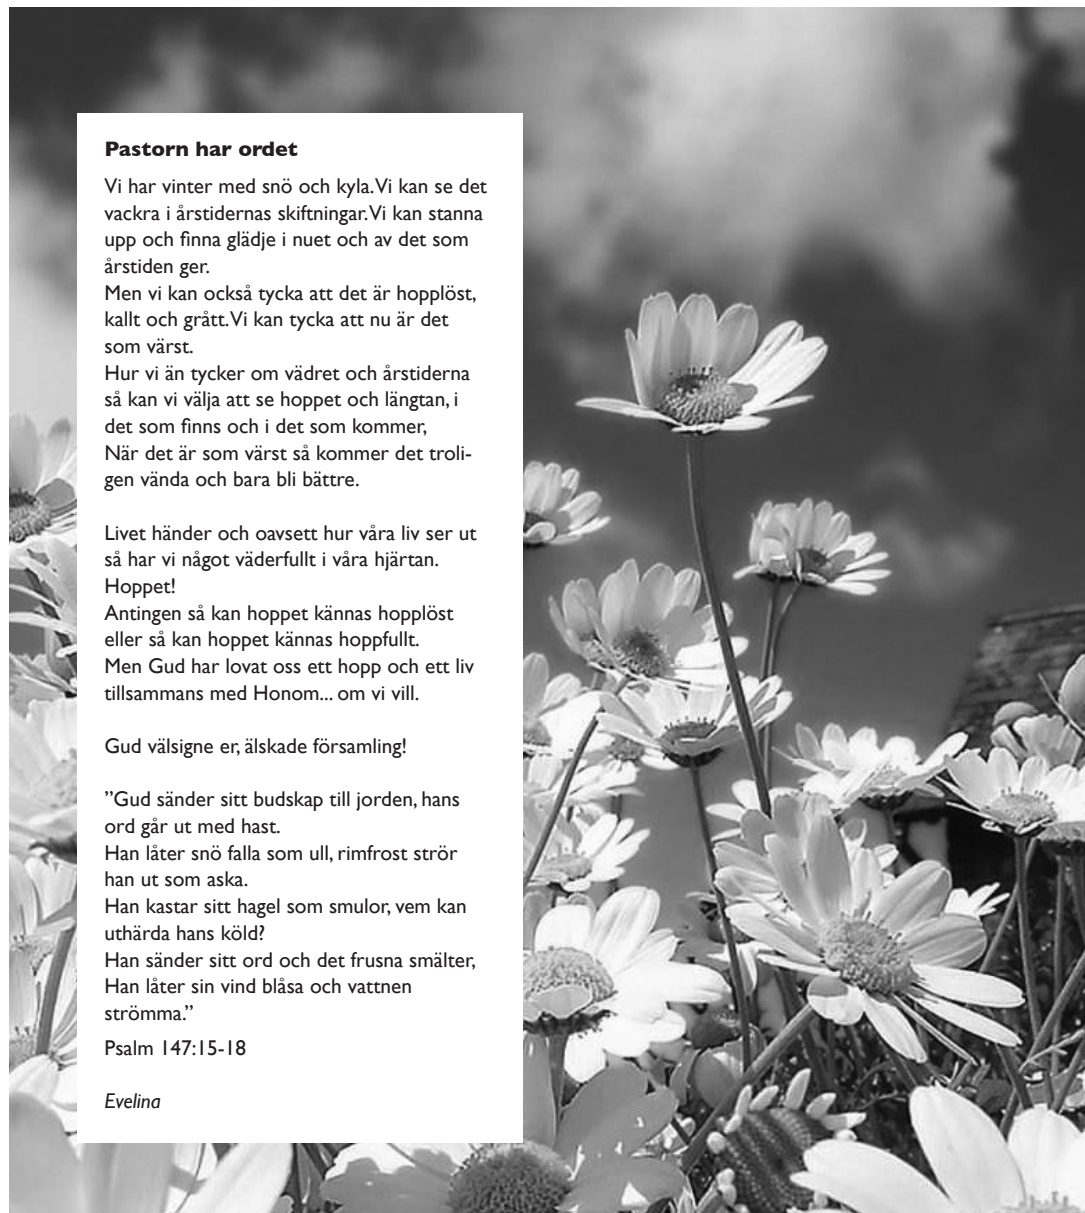 Pastorn har ordet
Vi har vinter med snö och kyla. Vi kan se det
vackra i årstidernas skiftningar. Vi kan stanna
upp och finna glädje i nuet och av det som
årstiden ger.
Men vi kan också tycka att det är hopplöst,
kallt och grått. Vi kan tycka att nu är det
som värst.
Hur vi än tycker om vädret och årstiderna
så kan vi välja att se hoppet och längtan, i
det som finns och i det som kommer,
När det är som värst så kommer det troli-
gen vända och bara bli bättre.
Livet händer och oavsett hur våra liv ser ut
så har vi något väderfullt i våra hjärtan.
Hoppet!
Antingen så kan hoppet kännas hopplöst
eller så kan hoppet kännas hoppfullt.
Men Gud har lovat oss ett hopp och ett liv
tillsammans med Honom... om vi vill.
Gud välsigne er, älskade församling!
”Gud sänder sitt budskap till jorden, hans
ord går ut med hast.
Han låter snö falla som ull, rimfrost strör
han ut som aska.
Han kastar sitt hagel som smulor, vem kan
uthärda hans köld?
Han sänder sitt ord och det frusna smälter,
Han låter sin vind blåsa och vattnen
strömma.”
Psalm 147:15-18
Evelina